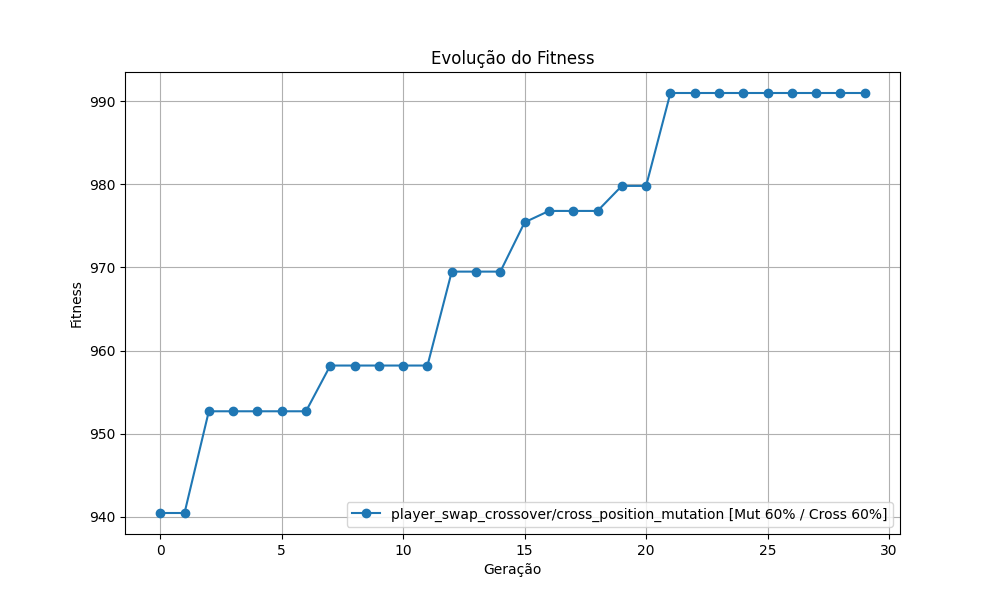 Evolução do Fitness
Fitness
990
980
970
960
950
940
player_swap_crossover/cross_position_mutation [Mut 60% / Cross 60%]
0 5 10 15 20 25 30
Geração